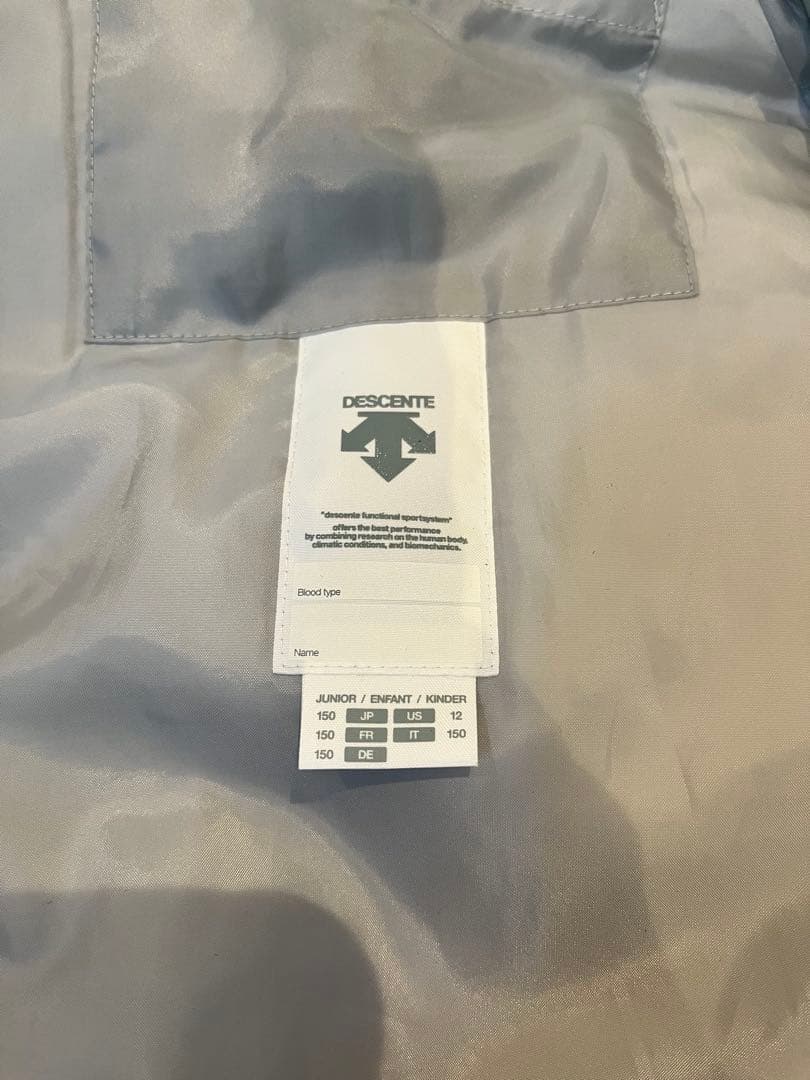 DESCENTE
"descente functional sportsystem"
offers the best performance
by combining research on the human body,
climatic conditions, and biomechanics.
Blood type
Name
JUNIOR / ENFANT / KINDER
150 JP US 12
150 FR IT 150
150 DE